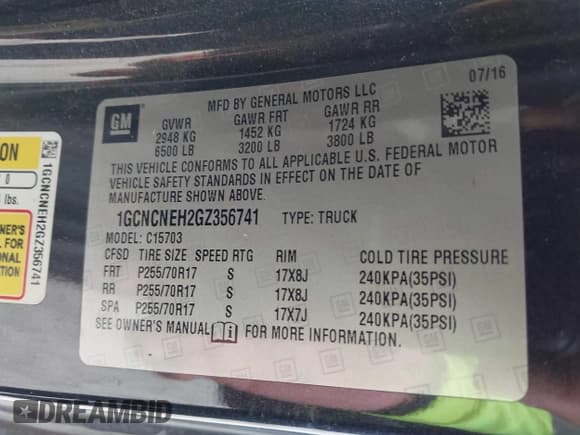 07/16
MFD BY GENERAL MOTORS LLC
GM
GVWR GAWR FRT GAWR RR
2948 KG 1452 KG 1724 KG
6500 LB 3200 LB 3800 LB
THIS VEHICLE CONFORMS TO ALL APPLICABLE U.S. FEDERAL MOTOR
VEHICLE SAFETY STANDARDS IN EFFECT ON THE DATE OF
MANUFACTURE SHOWN ABOVE.
1GCNCNEH2GZ356741 TYPE: TRUCK
MODEL: C15703
CFSD TIRE SIZE SPEED RTG RIM COLD TIRE PRESSURE
FRT P255/70R17 S 17X8J 240KPA(35PSI)
RR P255/70R17 S 17X8J 240KPA(35PSI)
SPA P255/70R17 S 17X7J 240KPA(35PSI)
SEE OWNER'S MANUAL FOR MORE INFORMATION.
1GCNCNEH2GZ356741
DREAMBID